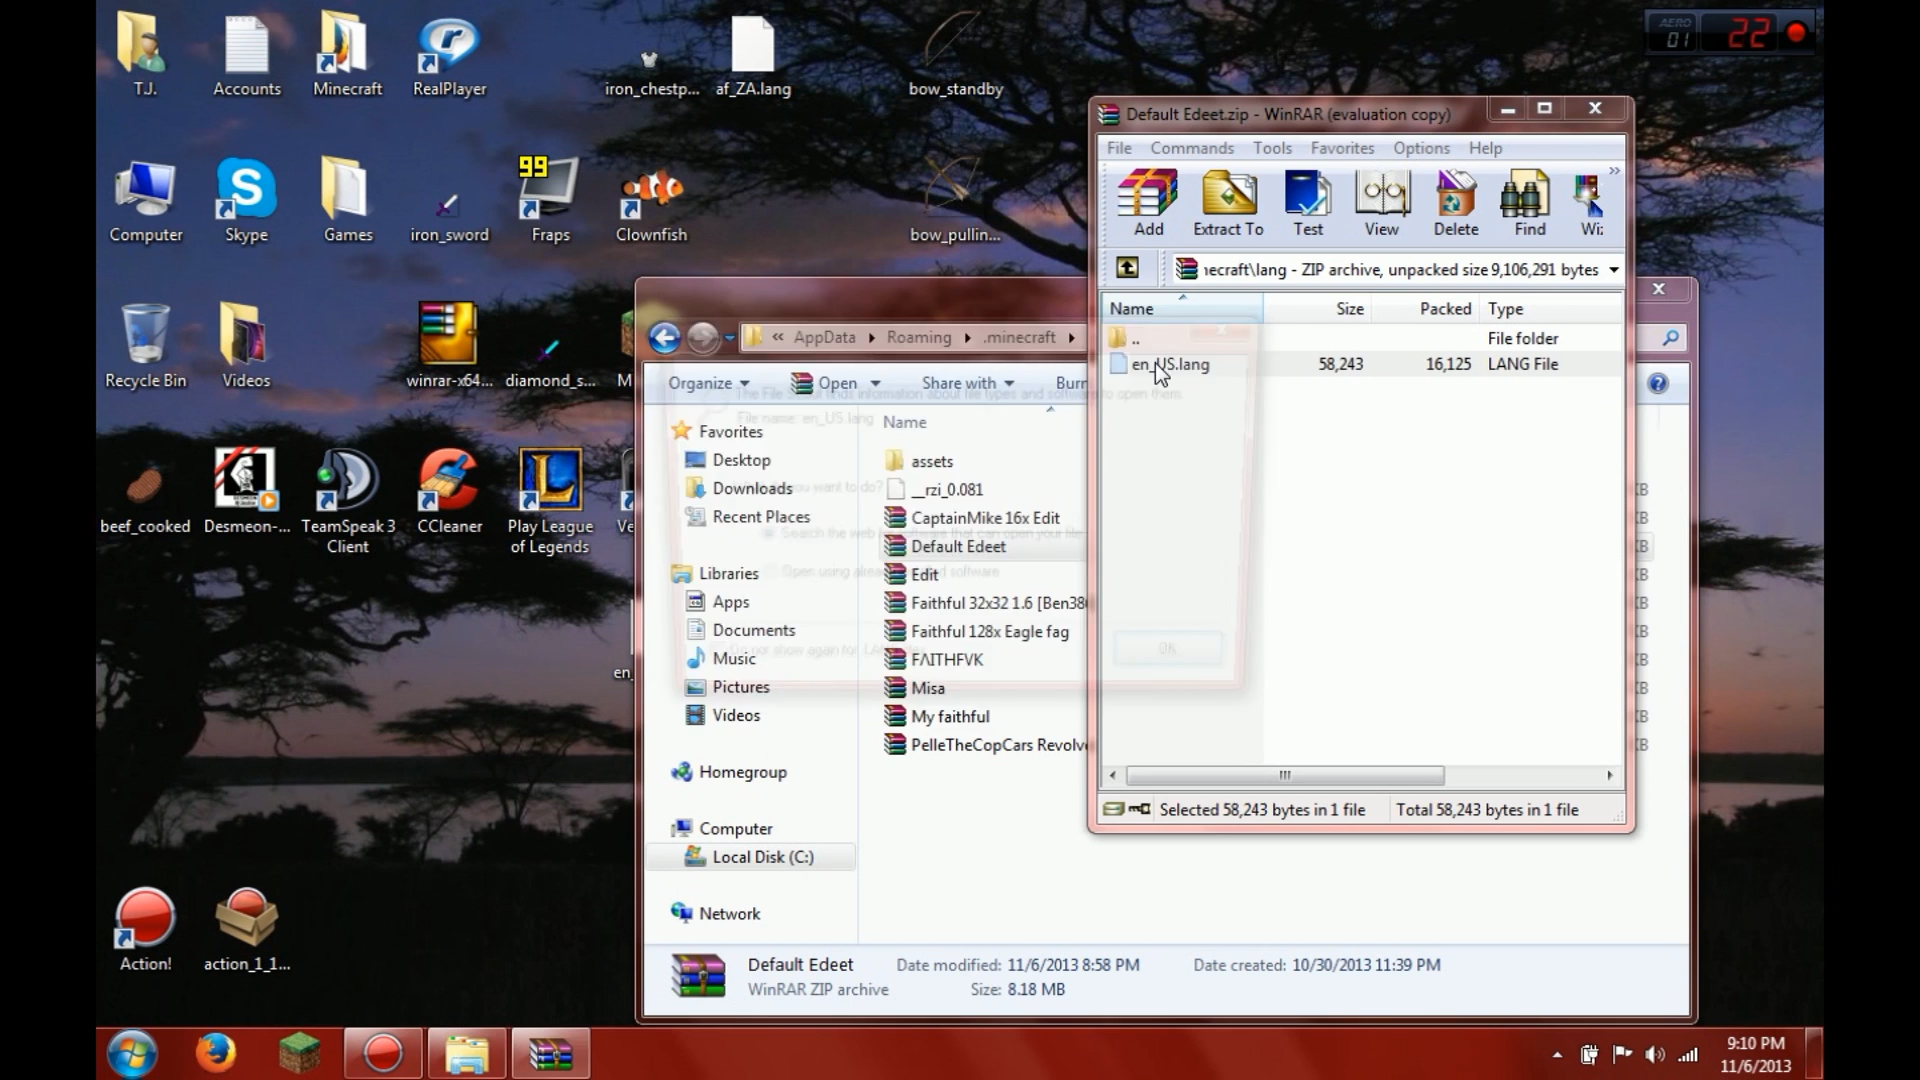 T.J.
Accounts
Minecraft
RealPlayer
iron_chestp...
af_ZA.lang
bow_standby
AERO
01
22
Computer
Skype
Games
iron_sword
99
Fraps
Clownfish
bow_pullin...
Recycle Bin
Videos
winrar-x64...
diamond_s...
M
beef_cooked
Desmeon-...
TeamSpeak 3
Client
CCleaner
Play League
of Legends
Ve
en_
Action!
action_1_1...
Default Edeet.zip - WinRAR (evaluation copy)
File Commands Tools Favorites Options Help
Add Extract To Test View Delete Find Wiz
necraft\lang - ZIP archive, unpacked size 9,106,291 bytes
Name Size Packed Type
.. File folder
en_US.lang 58,243 16,125 LANG File
Selected 58,243 bytes in 1 file Total 58,243 bytes in 1 file
« AppData Roaming .minecraft
Organize Open Share with Burn
File name: en_US.lang
OK
Favorites
Desktop
Downloads
Recent Places
Libraries
Apps
Documents
Music
Pictures
Videos
Homegroup
Computer
Local Disk (C:)
Network
Name
assets
__rzi_0.081
CaptainMike 16x Edit
Default Edeet
Edit
Faithful 32x32 1.6 [Ben38
Faithful 128x Eagle fag
FΛITHFVK
Misa
My faithful
PelleTheCopCars Revolv
Default Edeet Date modified: 11/6/2013 8:58 PM Date created: 10/30/2013 11:39 PM
WinRAR ZIP archive Size: 8.18 MB
9:10 PM
11/6/2013